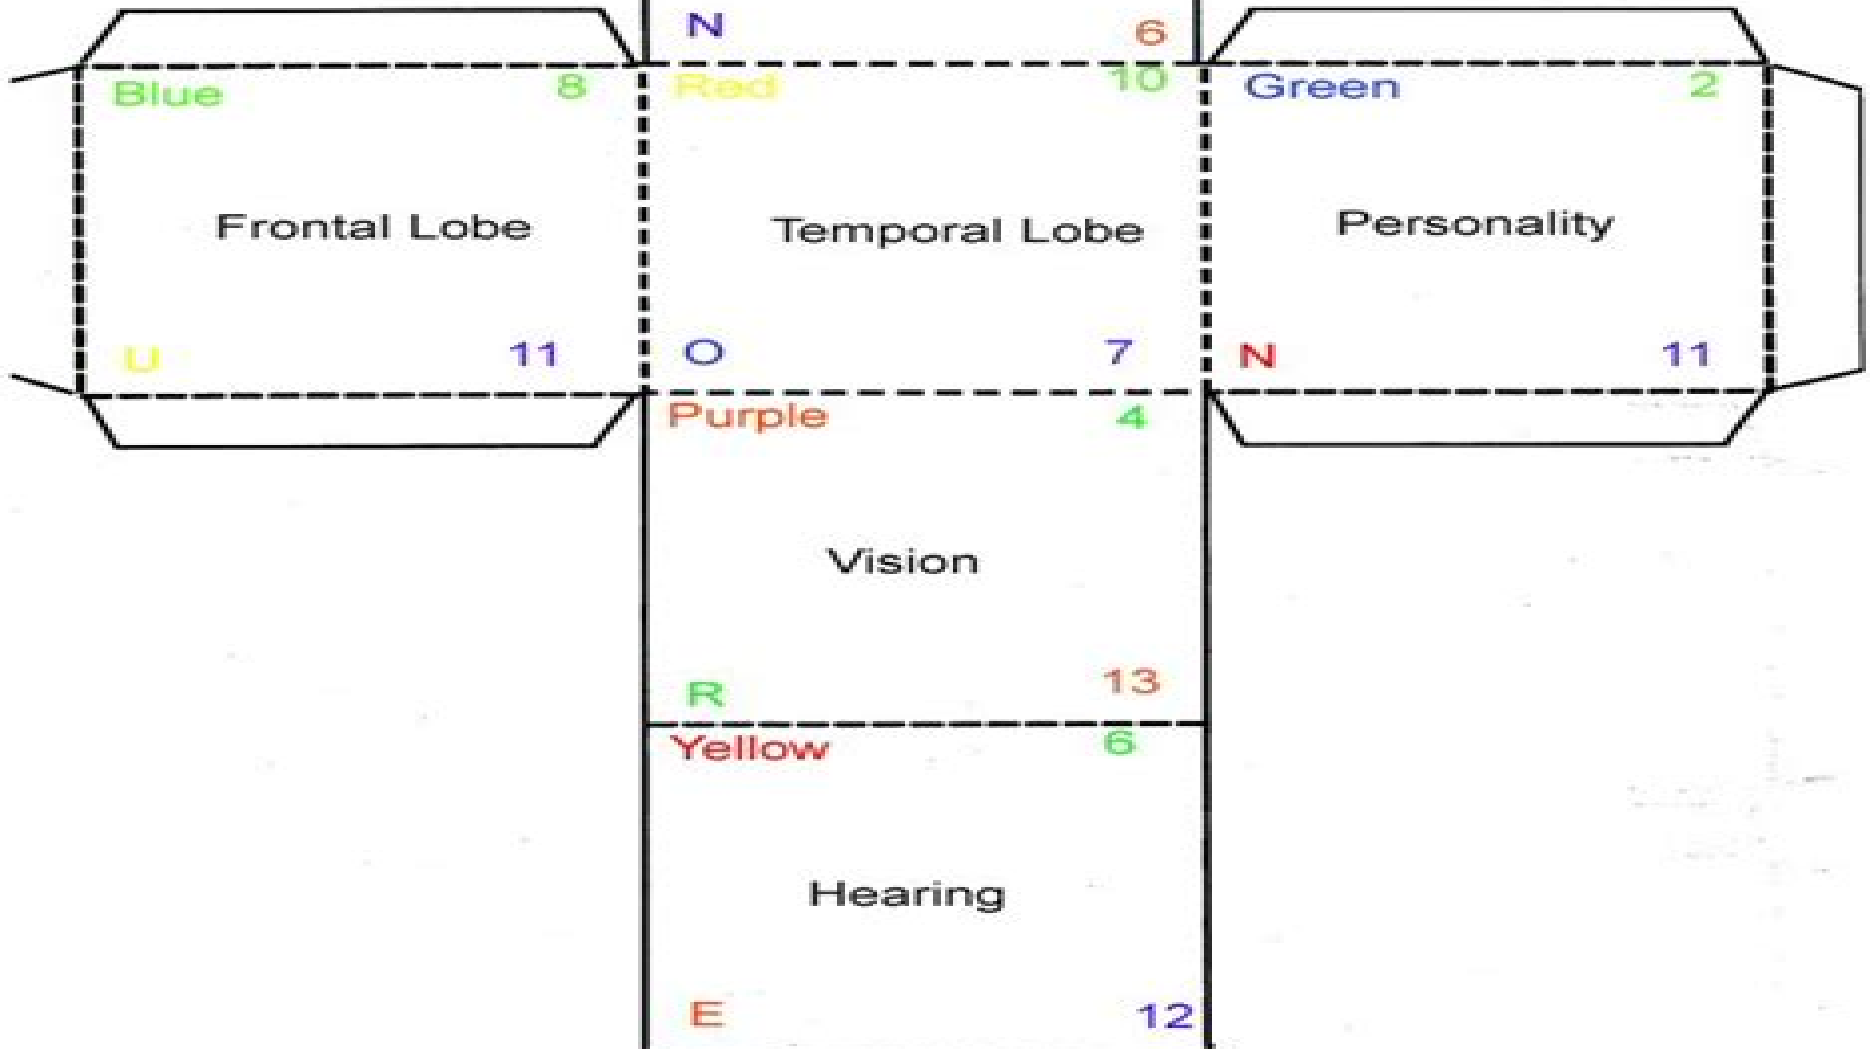 N 6
Blue 8 Red 10 Green 2
Frontal Lobe Temporal Lobe Personality
U 11 O 7 N 11
Purple 4
Vision
R 13
Yellow 6
Hearing
E 12